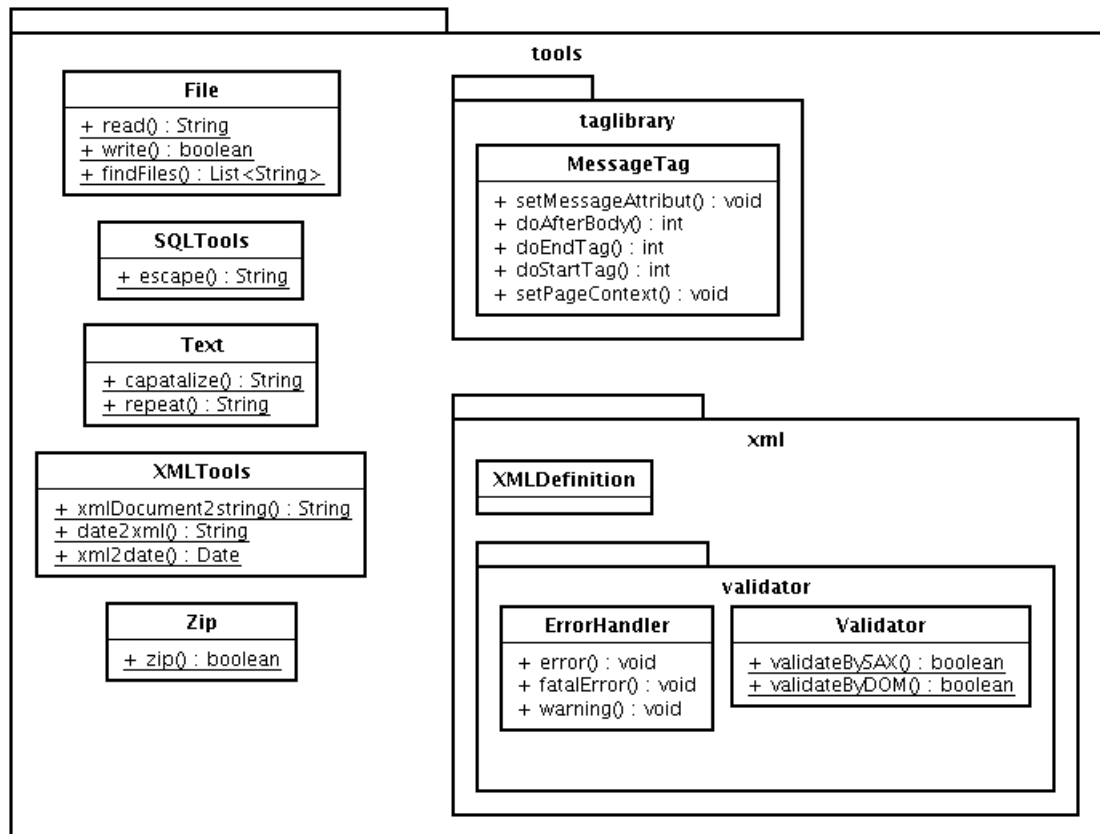 tools
File
+ read() : String
+ write() : boolean
+ findFiles() : List<String>
SQLTools
+ escape() : String
Text
+ capatalize() : String
+ repeat() : String
XMLTools
+ xmlDocument2string() : String
+ date2xml() : String
+ xml2date() : Date
Zip
+ zip() : boolean
taglibrary
MessageTag
+ setMessageAttribut() : void
+ doAfterBody() : int
+ doEndTag() : int
+ doStartTag() : int
+ setPageContext() : void
xml
XMLDefinition
validator
ErrorHandler
+ error() : void
+ fatalError() : void
+ warning() : void
Validator
+ validateBySAX() : boolean
+ validateByDOM() : boolean